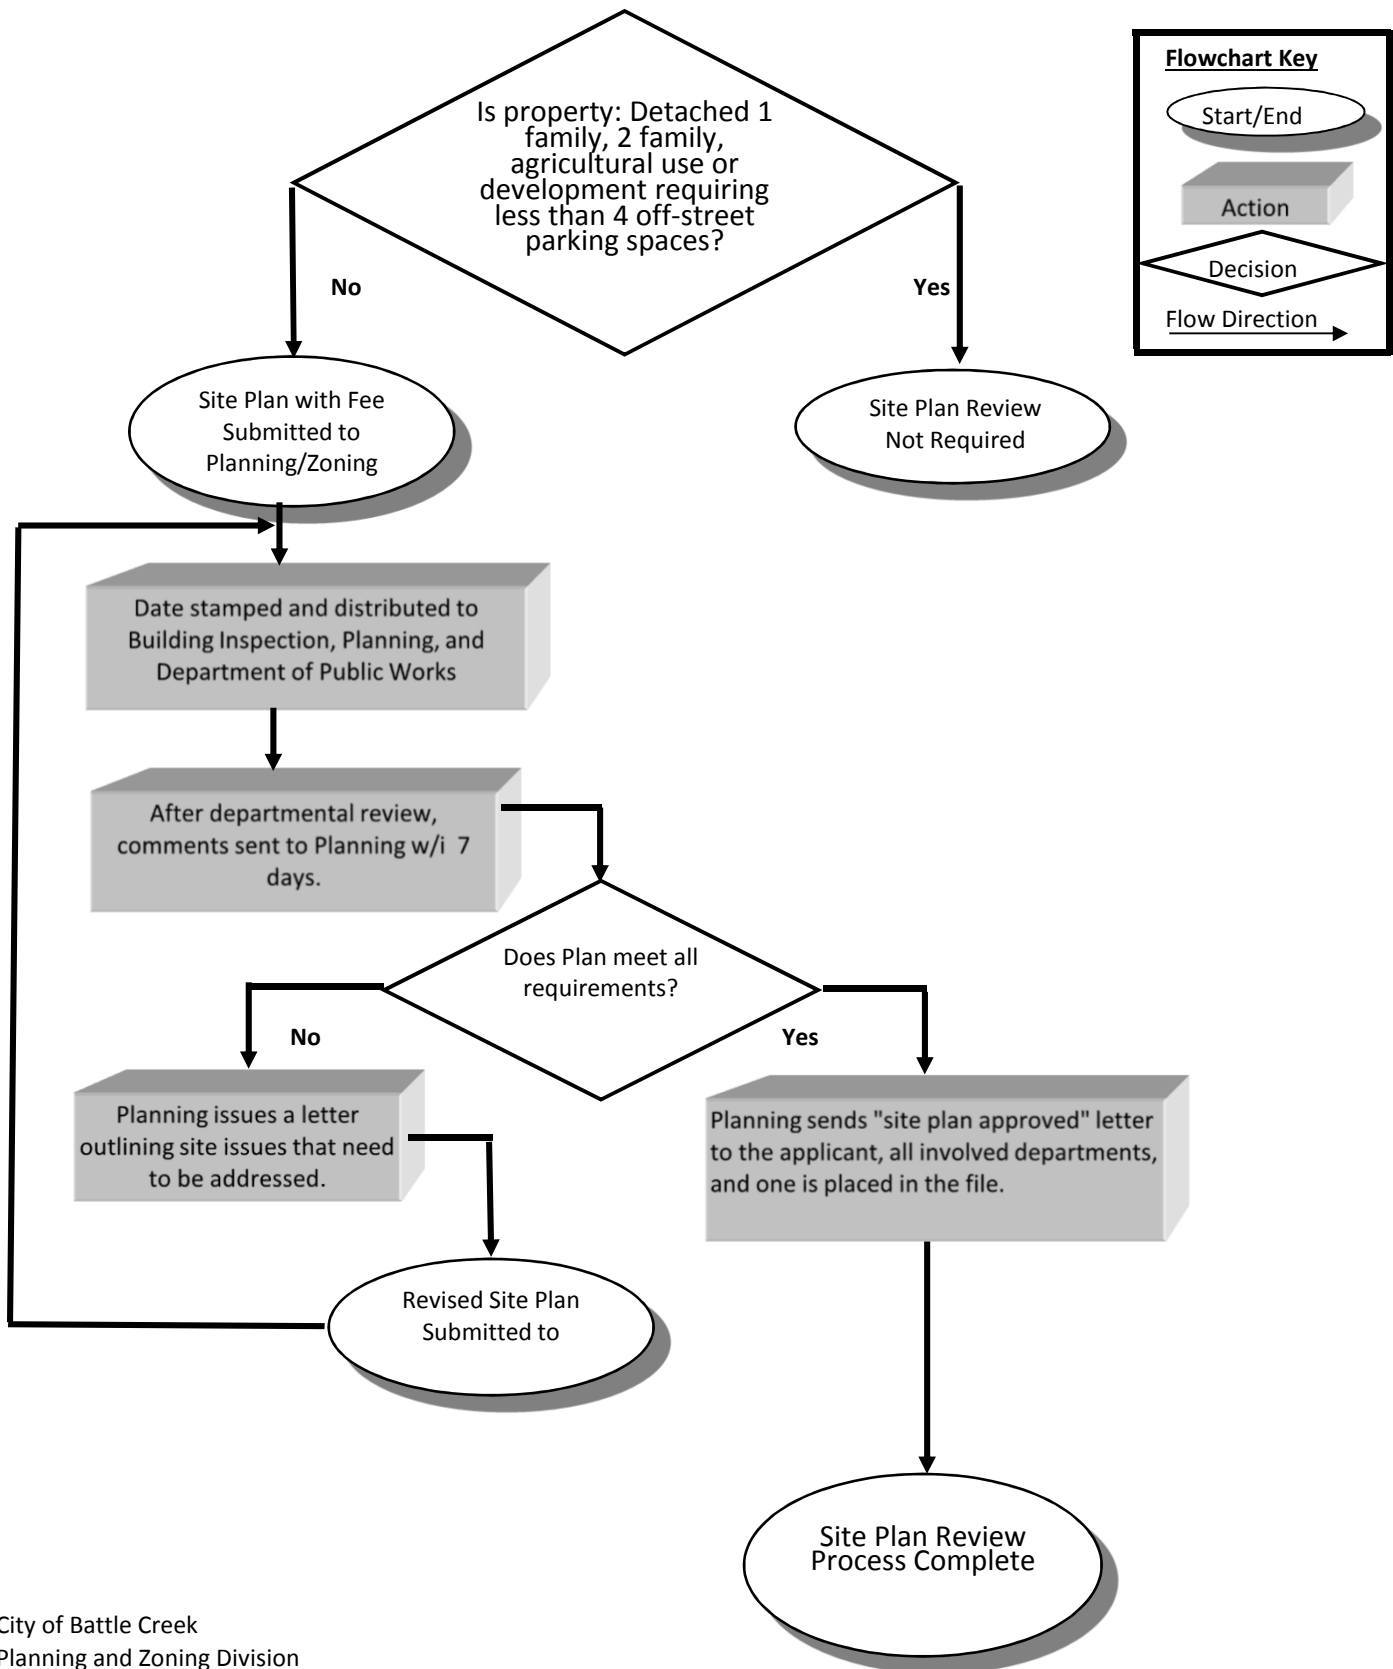 Is property: Detached 1
family, 2 family,
agricultural use or
development requiring
less than 4 off-street
parking spaces?
Flowchart Key
Start/End
Action
Decision
Flow Direction
No
Yes
Site Plan with Fee
Submitted to
Planning/Zoning
Site Plan Review
Not Required
Date stamped and distributed to
Building Inspection, Planning, and
Department of Public Works
After departmental review,
comments sent to Planning w/i 7
days.
Does Plan meet all
requirements?
No
Yes
Planning issues a letter
outlining site issues that need
to be addressed.
Planning sends "site plan approved" letter
to the applicant, all involved departments,
and one is placed in the file.
Revised Site Plan
Submitted to
Site Plan Review
Process Complete
City of Battle Creek
Planning and Zoning Division